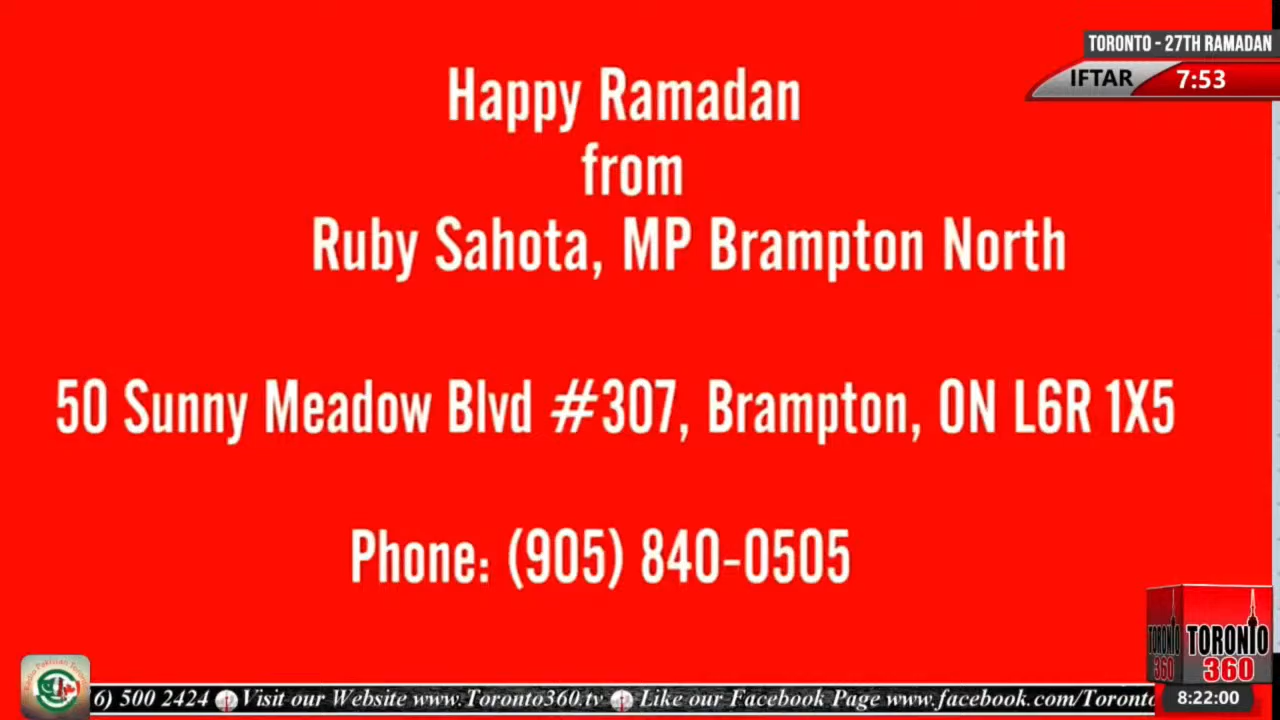 TORONTO - 27TH RAMADAN
IFTAR 7:53
Happy Ramadan
from
Ruby Sahota, MP Brampton North
50 Sunny Meadow Blvd #307, Brampton, ON L6R 1X5
Phone: (905) 840-0505
TORONTO TORONTO
360 360
6) 500 2424 Visit our Website www.Toronto360.tv Like our Facebook Page www.facebook.com/Toronto
8:22:00